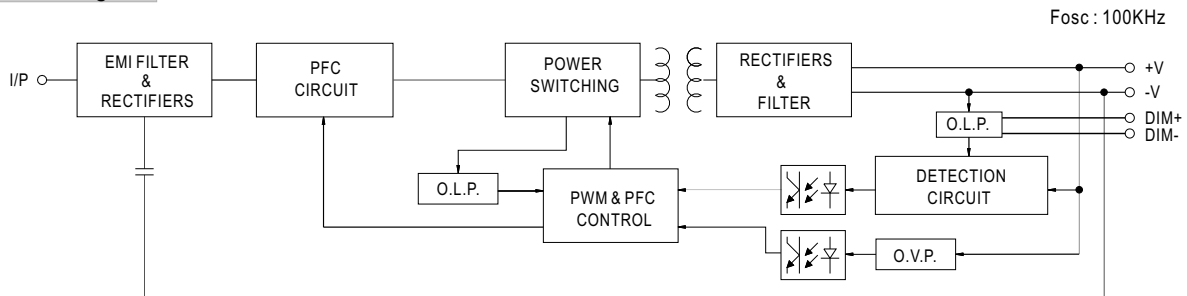 Fosc : 100KHz
I/P
EMI FILTER
&
RECTIFIERS
PFC
CIRCUIT
POWER
SWITCHING
RECTIFIERS
&
FILTER
+V
-V
DIM+
DIM-
O.L.P.
O.L.P.
PWM & PFC
CONTROL
DETECTION
CIRCUIT
O.V.P.